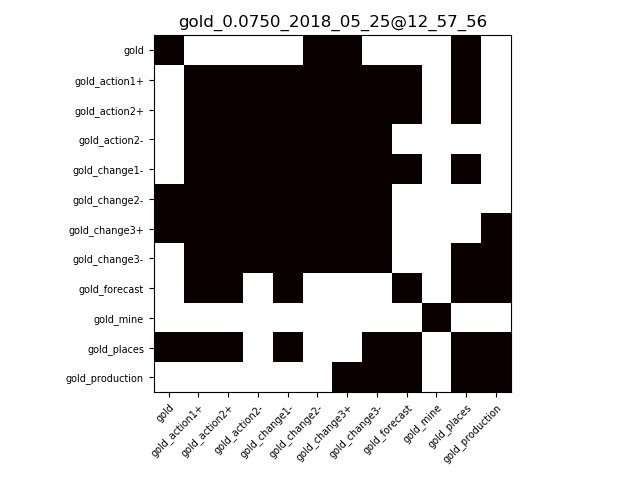 gold_0.0750_2018_05_25@12_57_56
gold
gold_action1+
gold_action2+
gold_action2-
gold_change1-
gold_change2-
gold_change3+
gold_change3-
gold_forecast
gold_mine
gold_places
gold_production
gold
gold_action1+
gold_action2+
gold_action2-
gold_change1-
gold_change2-
gold_change3+
gold_change3-
gold_forecast
gold_mine
gold_places
gold_production